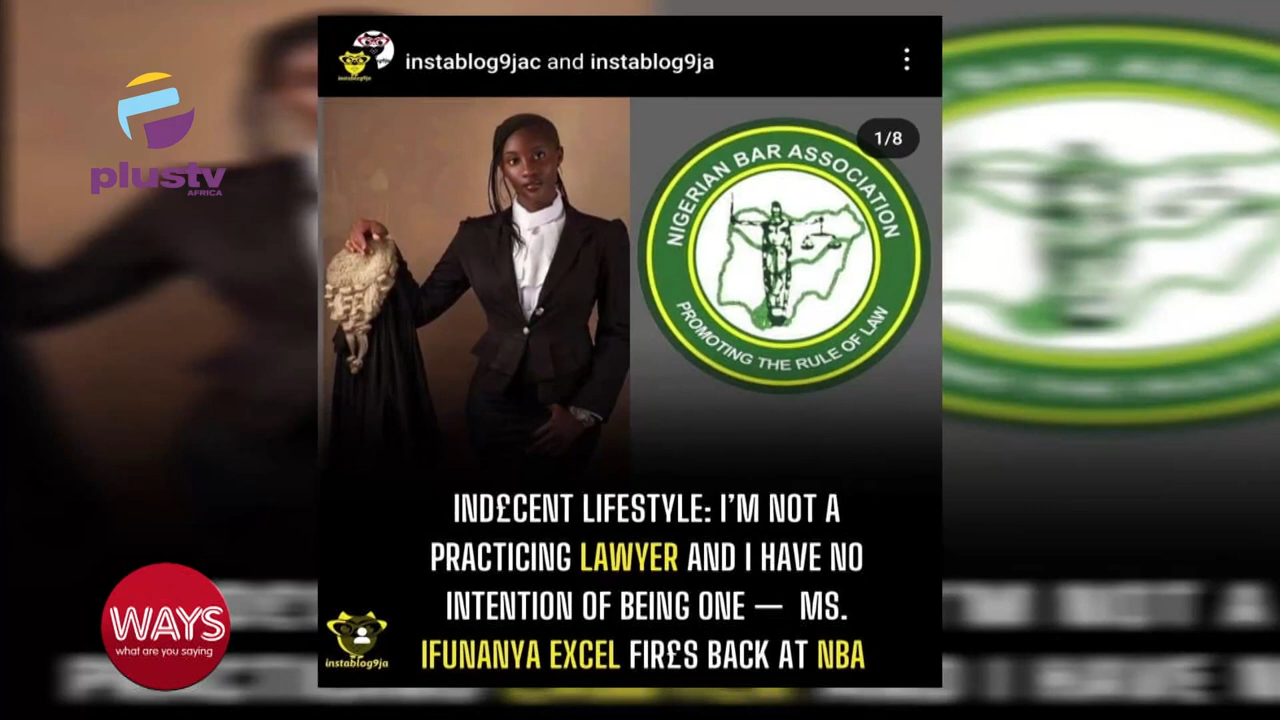 instablog9jac and instablog9ja
1/8
plustv
AFRICA
NIGERIAN BAR ASSOCIATION
PROMOTING THE RULE OF LAW
IND£CENT LIFESTYLE: I'M NOT A
PRACTICING LAWYER AND I HAVE NO
INTENTION OF BEING ONE — MS.
IFUNANYA EXCEL FIR£S BACK AT NBA
instablog9ja
WAYS
what are you saying